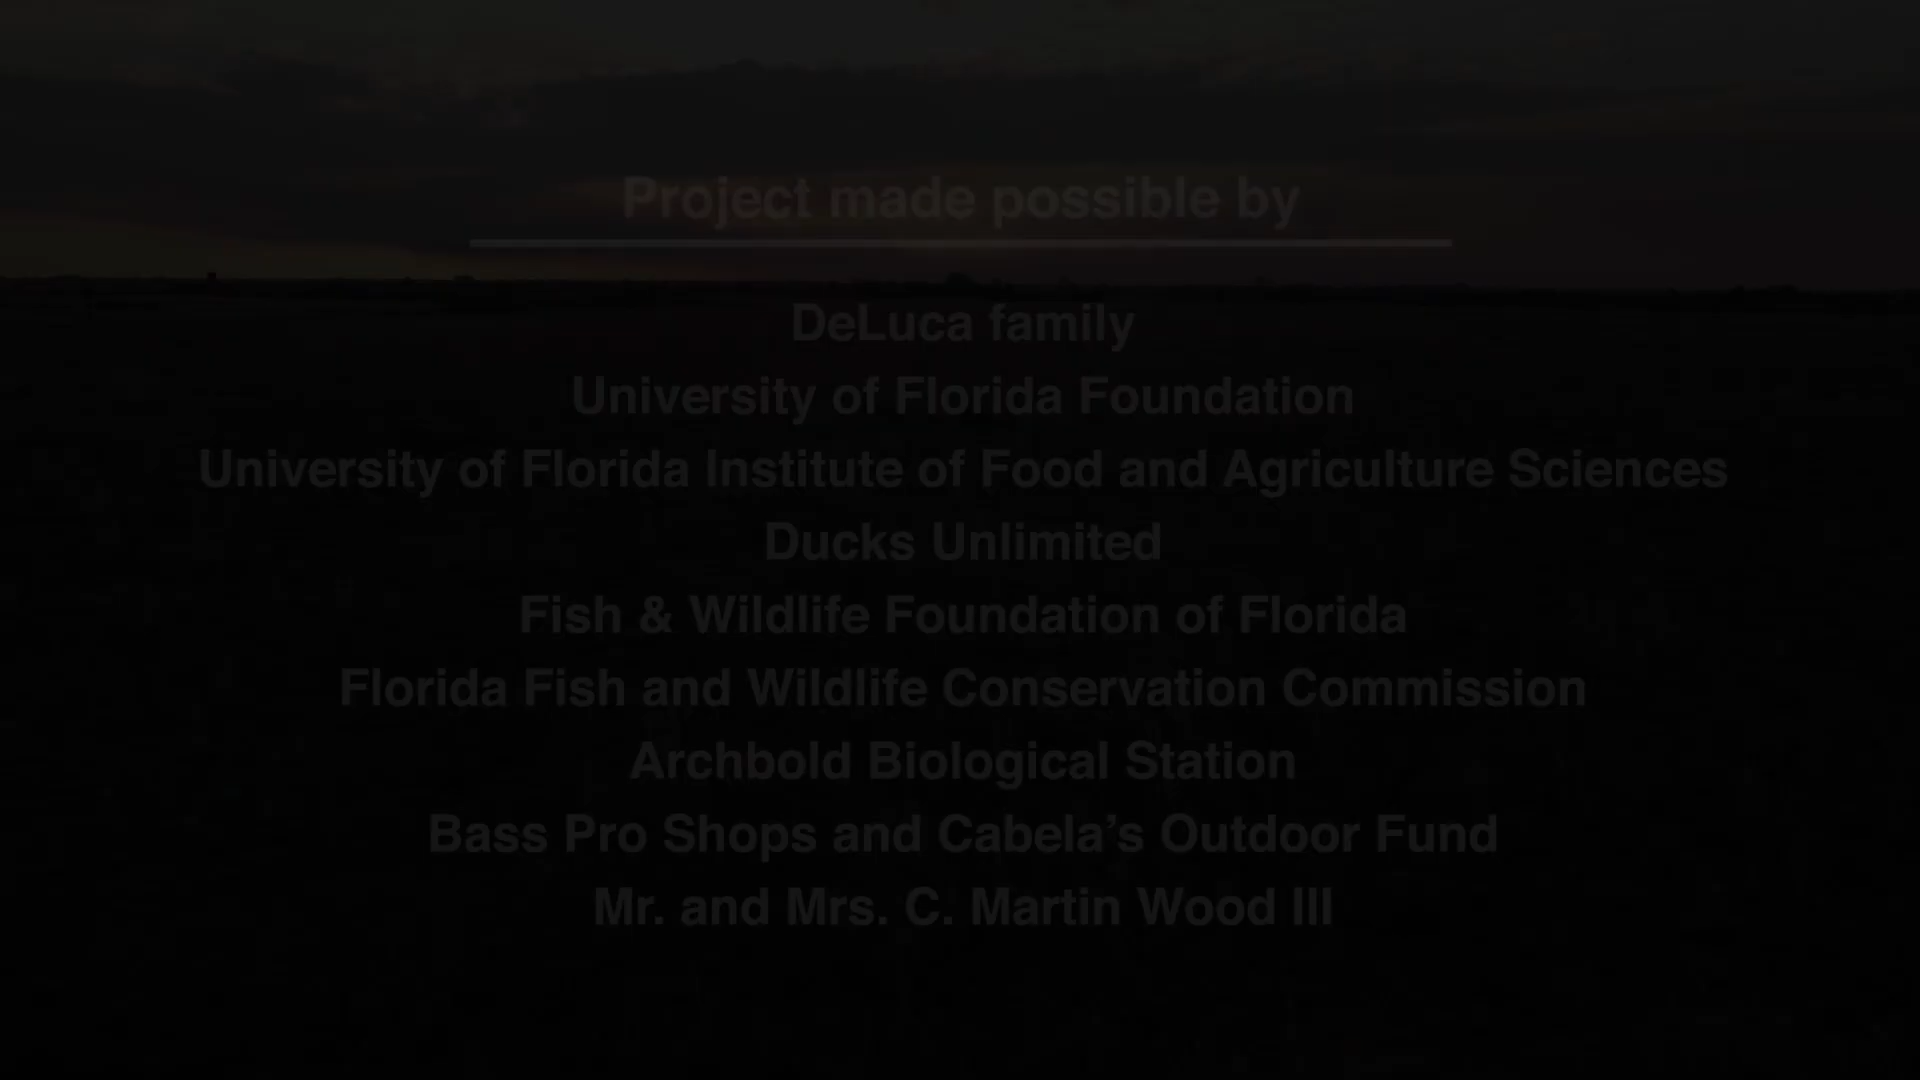 Project made possible by
DeLuca family
University of Florida Foundation
University of Florida Institute of Food and Agriculture Sciences
Ducks Unlimited
Fish & Wildlife Foundation of Florida
Florida Fish and Wildlife Conservation Commission
Archbold Biological Station
Bass Pro Shops and Cabela’s Outdoor Fund
Mr. and Mrs. C. Martin Wood III